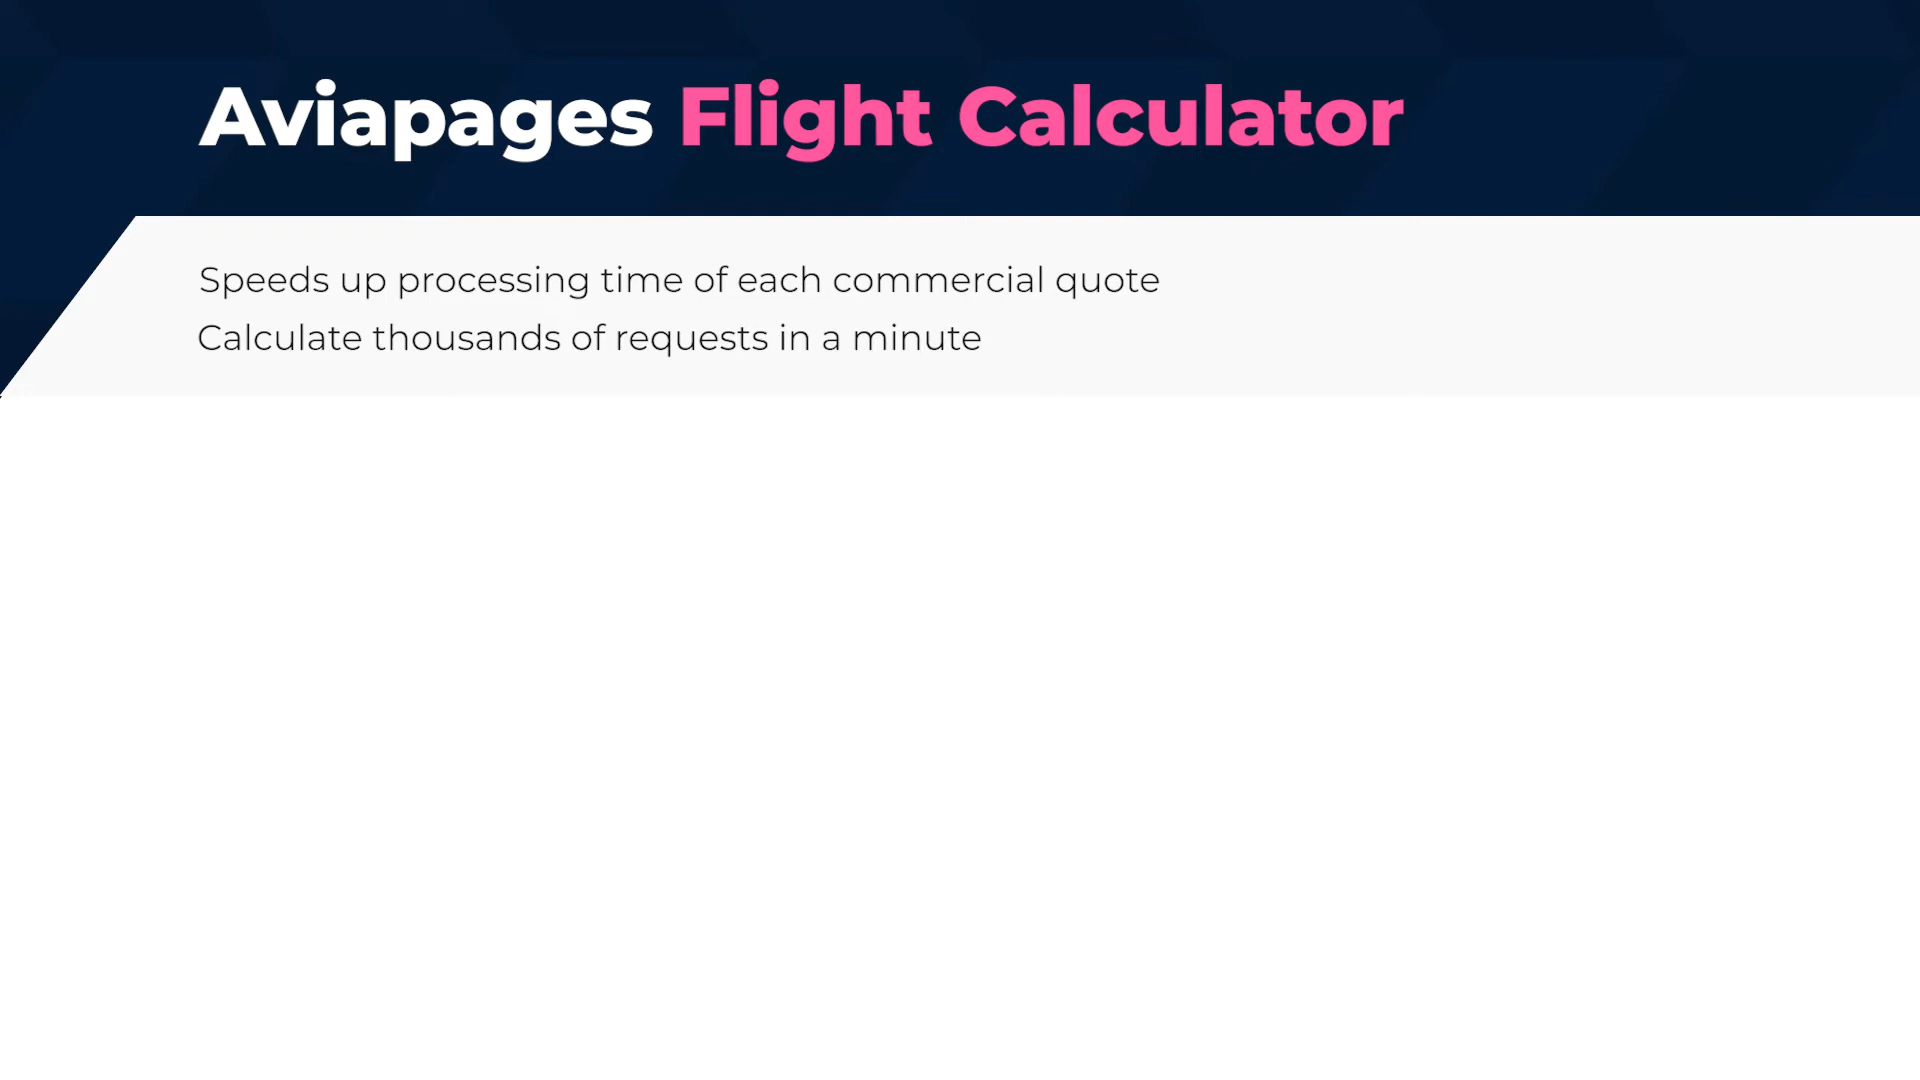 Aviapages Flight Calculator
Speeds up processing time of each commercial quote
Calculate thousands of requests in a minute